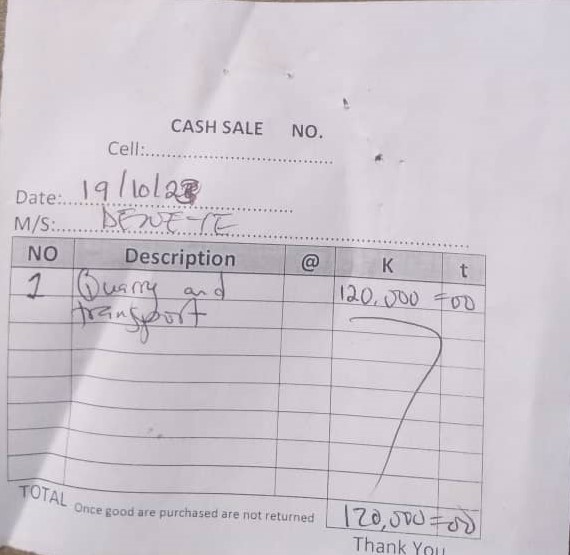 CASH SALE NO.
Cell:
Date: 19/10/23
M/S:
NO Description @ K t
1 Quarry and 120,000 =00
transport
TOTAL 120,000=00
Once good are purchased are not returned
Thank You